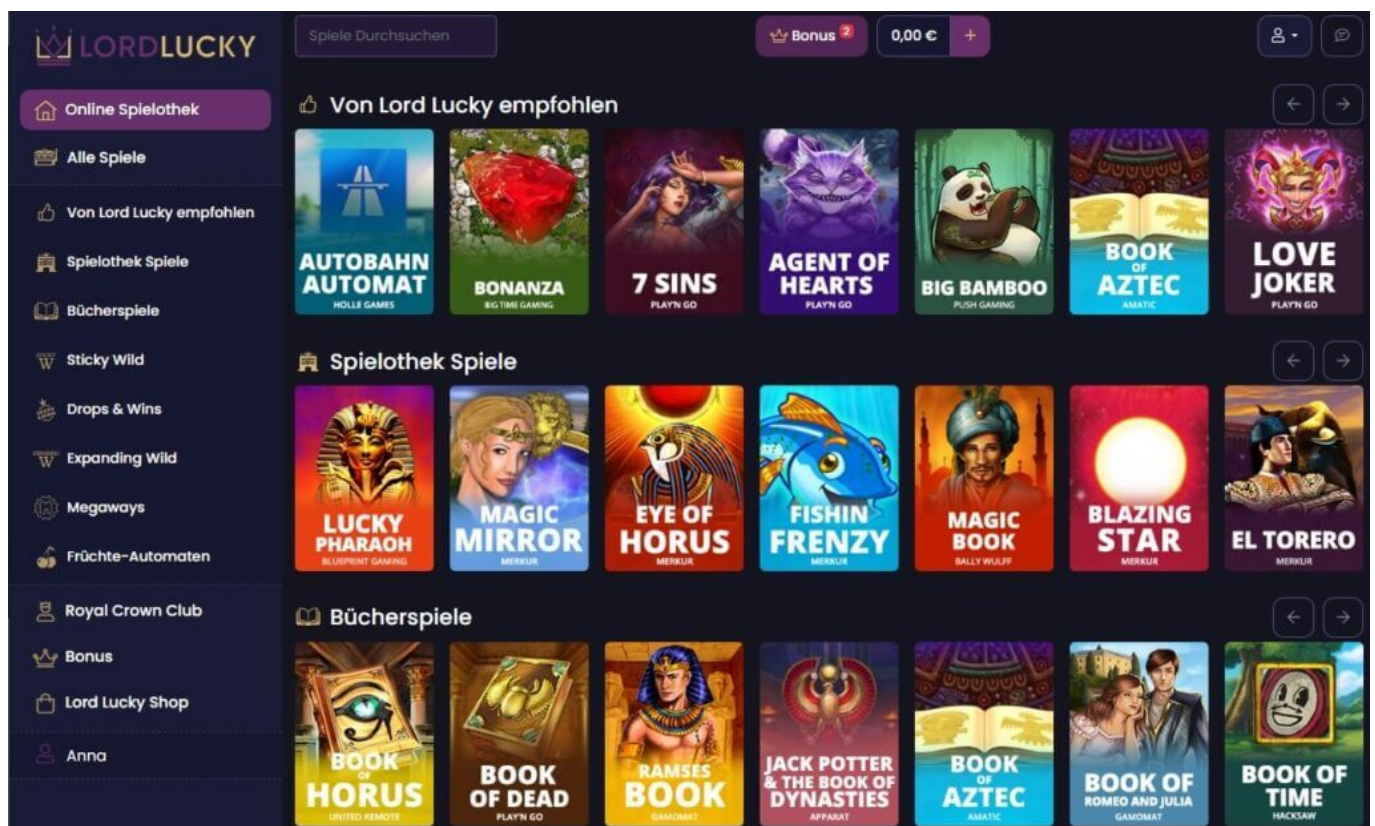 LORDLUCKY
Spiele Durchsuchen
Bonus 2
0,00 € +
Online Spielothek
Alle Spiele
Von Lord Lucky empfohlen
Spielothek Spiele
Bücherspiele
Sticky Wild
Drops & Wins
Expanding Wild
Megaways
Früchte-Automaten
Royal Crown Club
Bonus
Lord Lucky Shop
Anna
Von Lord Lucky empfohlen
AUTOBAHN
AUTOMAT
HOLLE GAMES
BONANZA
BIG TIME GAMING
7 SINS
PLAY'N GO
AGENT OF
HEARTS
PLAY'N GO
BIG BAMBOO
PUSH GAMING
BOOK
OF
AZTEC
AMATIC
LOVE
JOKER
PLAY'N GO
Spielothek Spiele
LUCKY
PHARAOH
BLUEPRINT GAMING
MAGIC
MIRROR
MERKUR
EYE OF
HORUS
MERKUR
FISHIN
FRENZY
MERKUR
MAGIC
BOOK
BALLY WULFF
BLAZING
STAR
MERKUR
EL TORERO
MERKUR
Bücherspiele
BOOK
OF
HORUS
UNITED REMOTE
BOOK
OF DEAD
PLAY'N GO
RAMSES
BOOK
GAMOMAT
JACK POTTER
& THE BOOK OF
DYNASTIES
APPARAT
BOOK
OF
AZTEC
AMATIC
BOOK OF
ROMEO AND JULIA
GAMOMAT
BOOK OF
TIME
HACKSAW